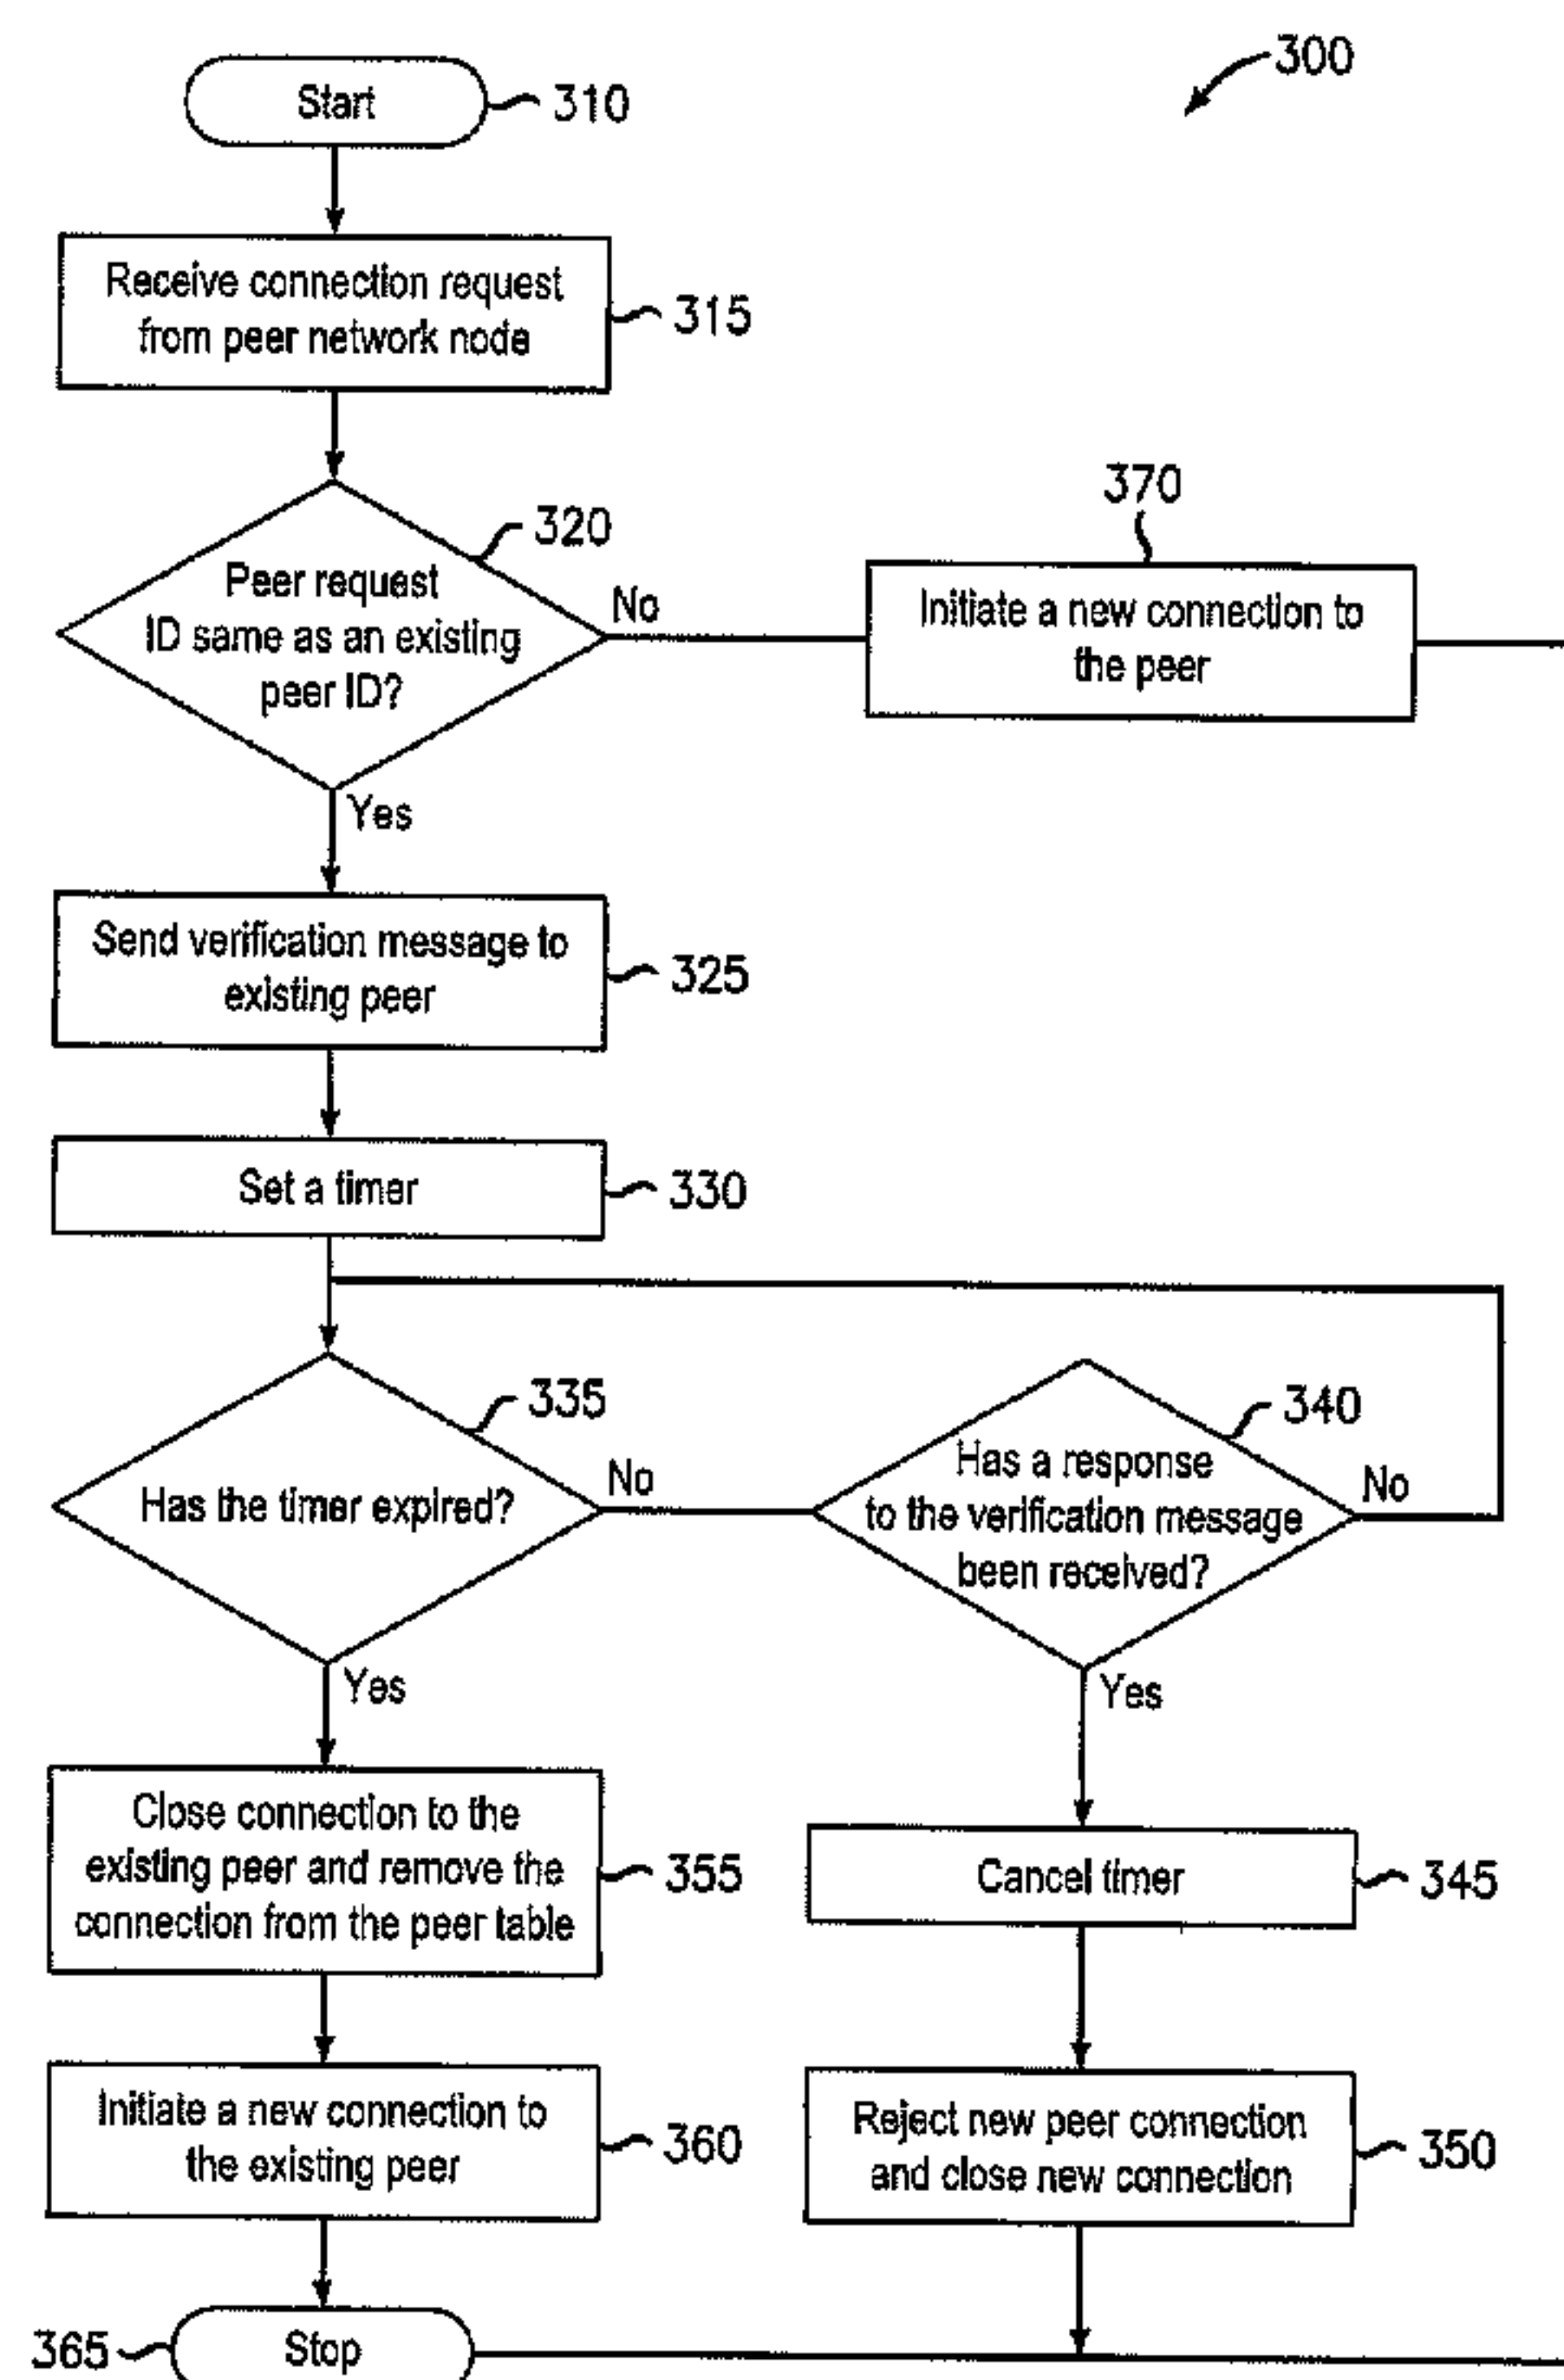 300
Start
310
Receive connection request
from peer network node
315
320
Peer request
ID same as an existing
peer ID?
No
Yes
370
Initiate a new connection to
the peer
Send verification message to
existing peer
325
Set a timer
330
335
Has the timer expired?
No
Yes
340
Has a response
to the verification message
been received?
No
Yes
Close connection to the
existing peer and remove the
connection from the peer table
355
Cancel timer
345
Initiate a new connection to
the existing peer
360
Reject new peer connection
and close new connection
350
365
Stop